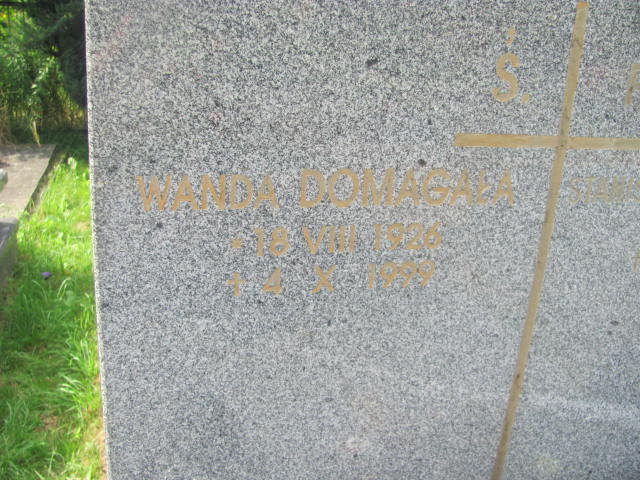 Ś.
WANDA DOMAGAŁA
* 18 VIII 1926
+ 4 X 1999